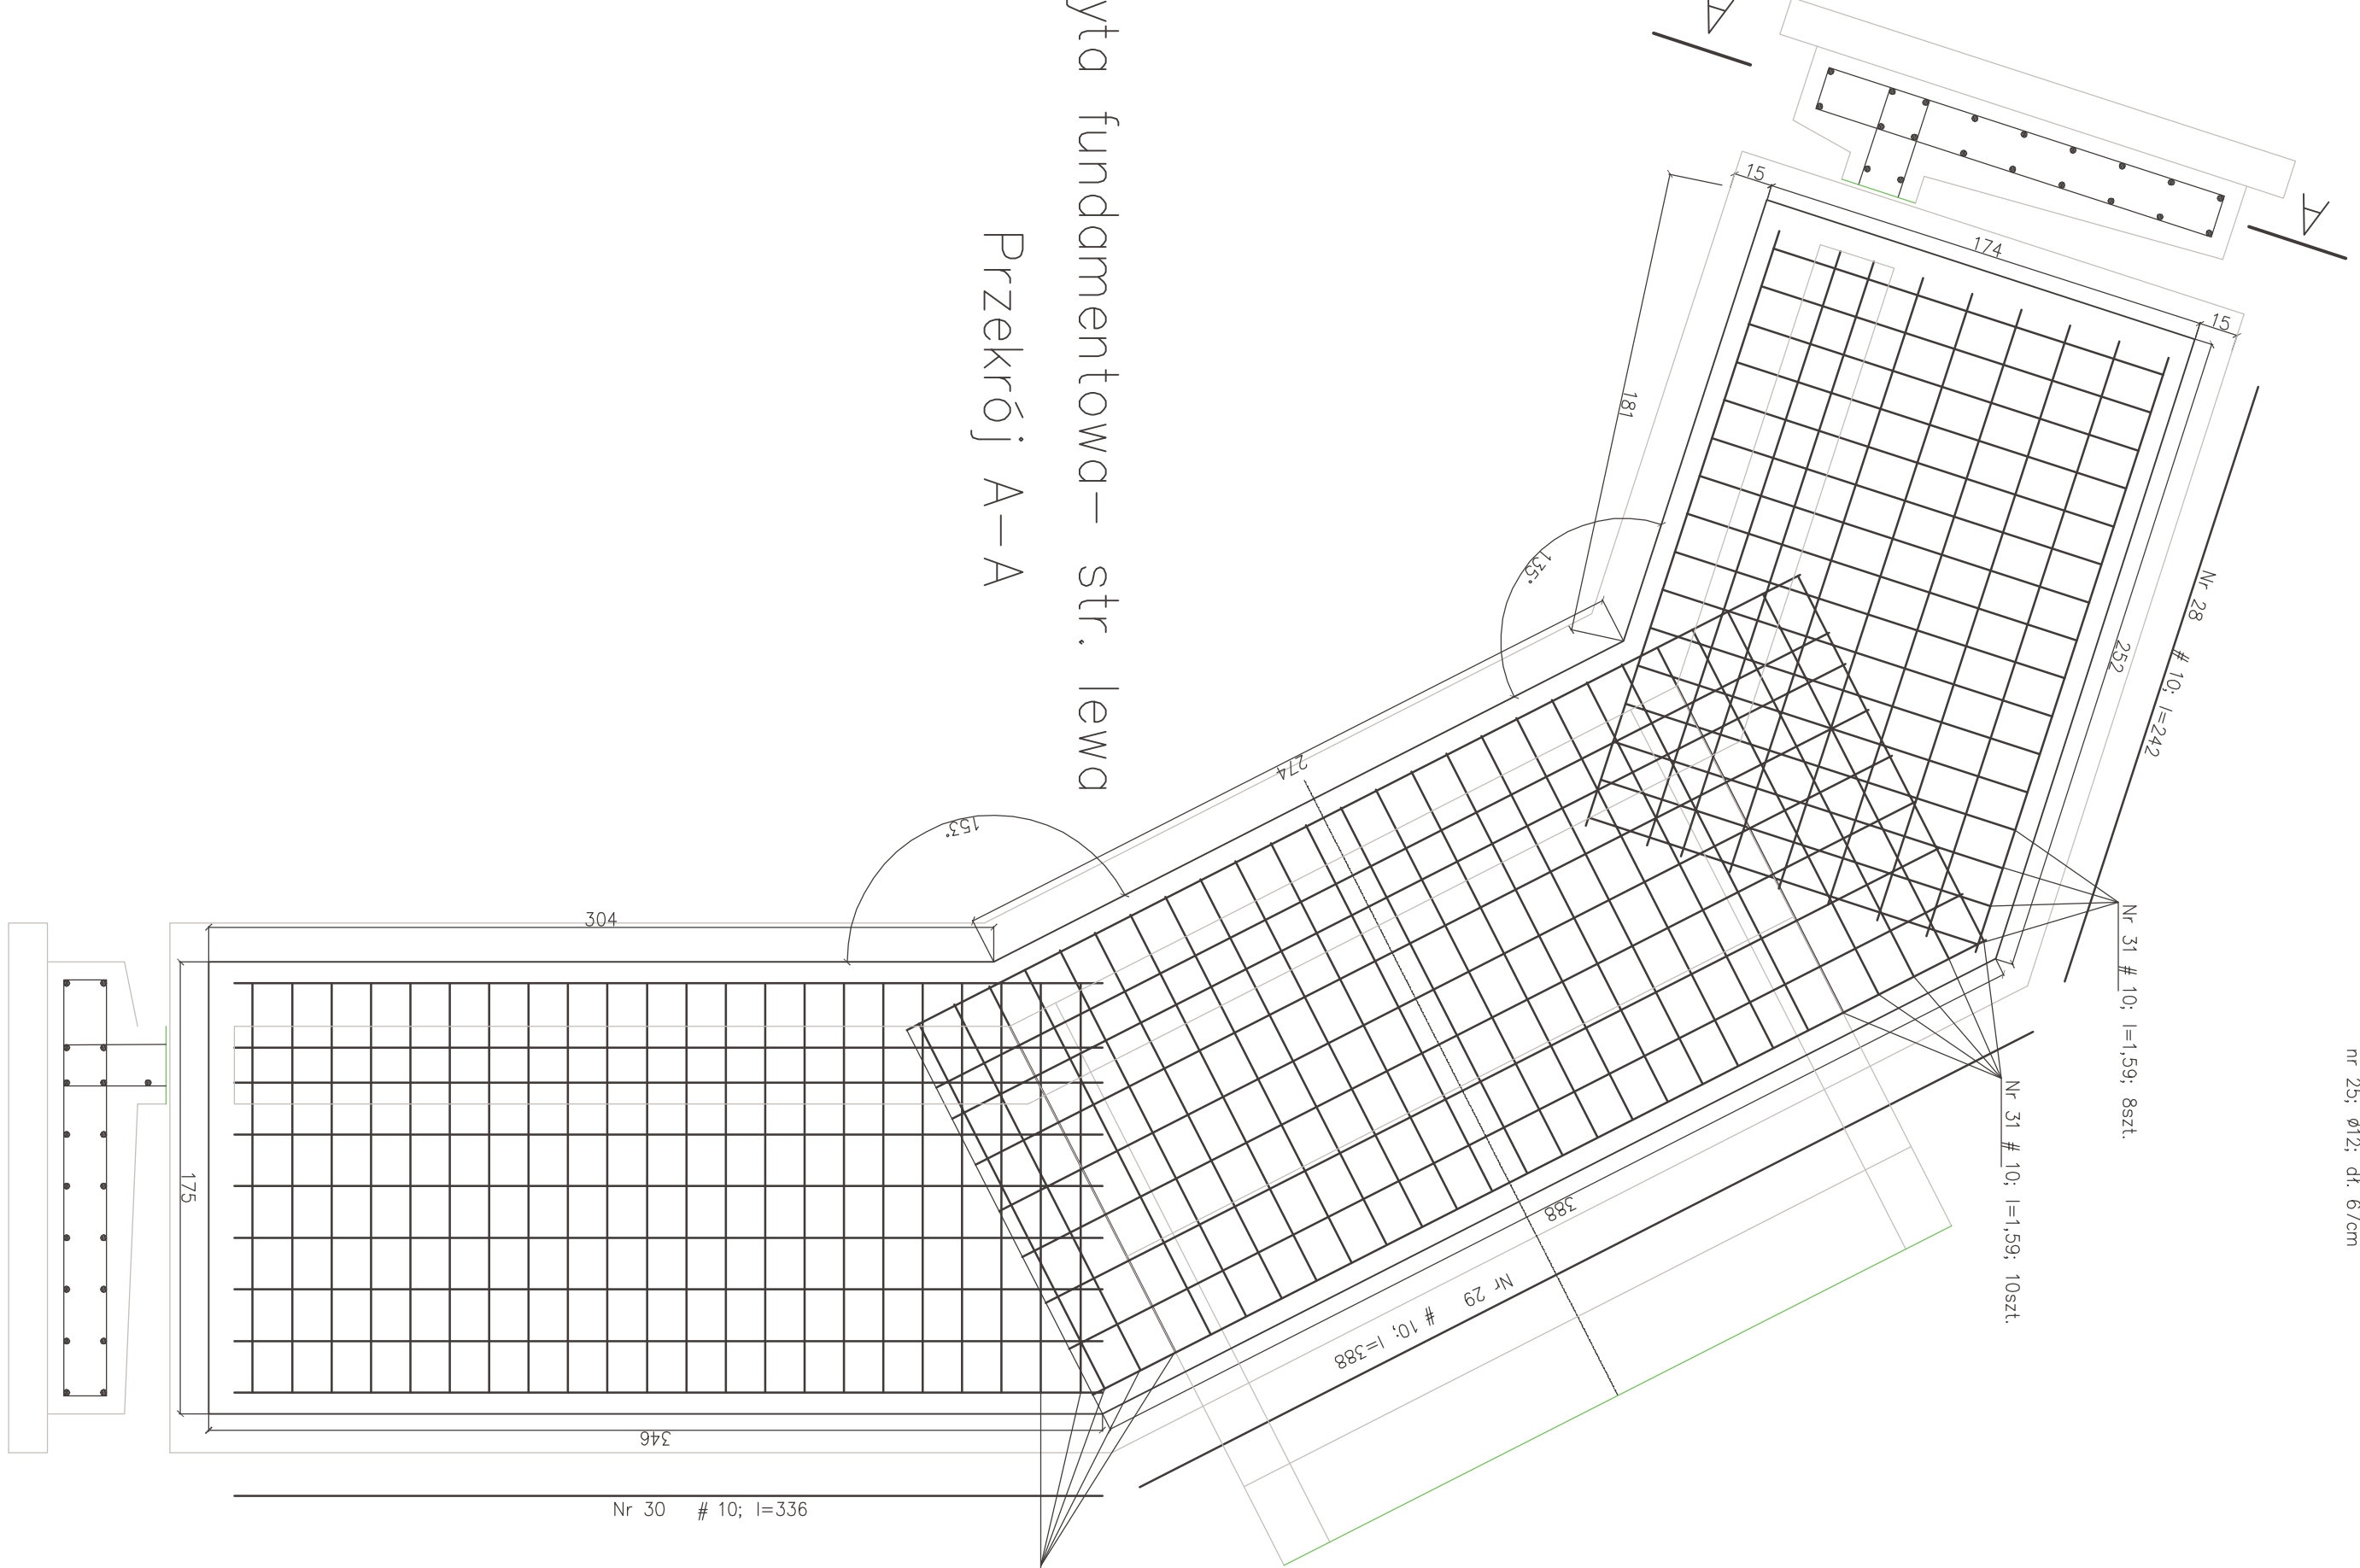 yta fundamentowa- str. lewa
Przekrój A-A
A
A
15
174
15
181
135°
Nr 28 # 10; l=242
252
274
153°
304
Nr 31 # 10; l=1,59; 8szt.
Nr 31 # 10; l=1,59; 10szt.
nr 25; ø12; dł. 67cm
175
388
Nr 29 # 10; l=388
346
Nr 30 # 10; l=336